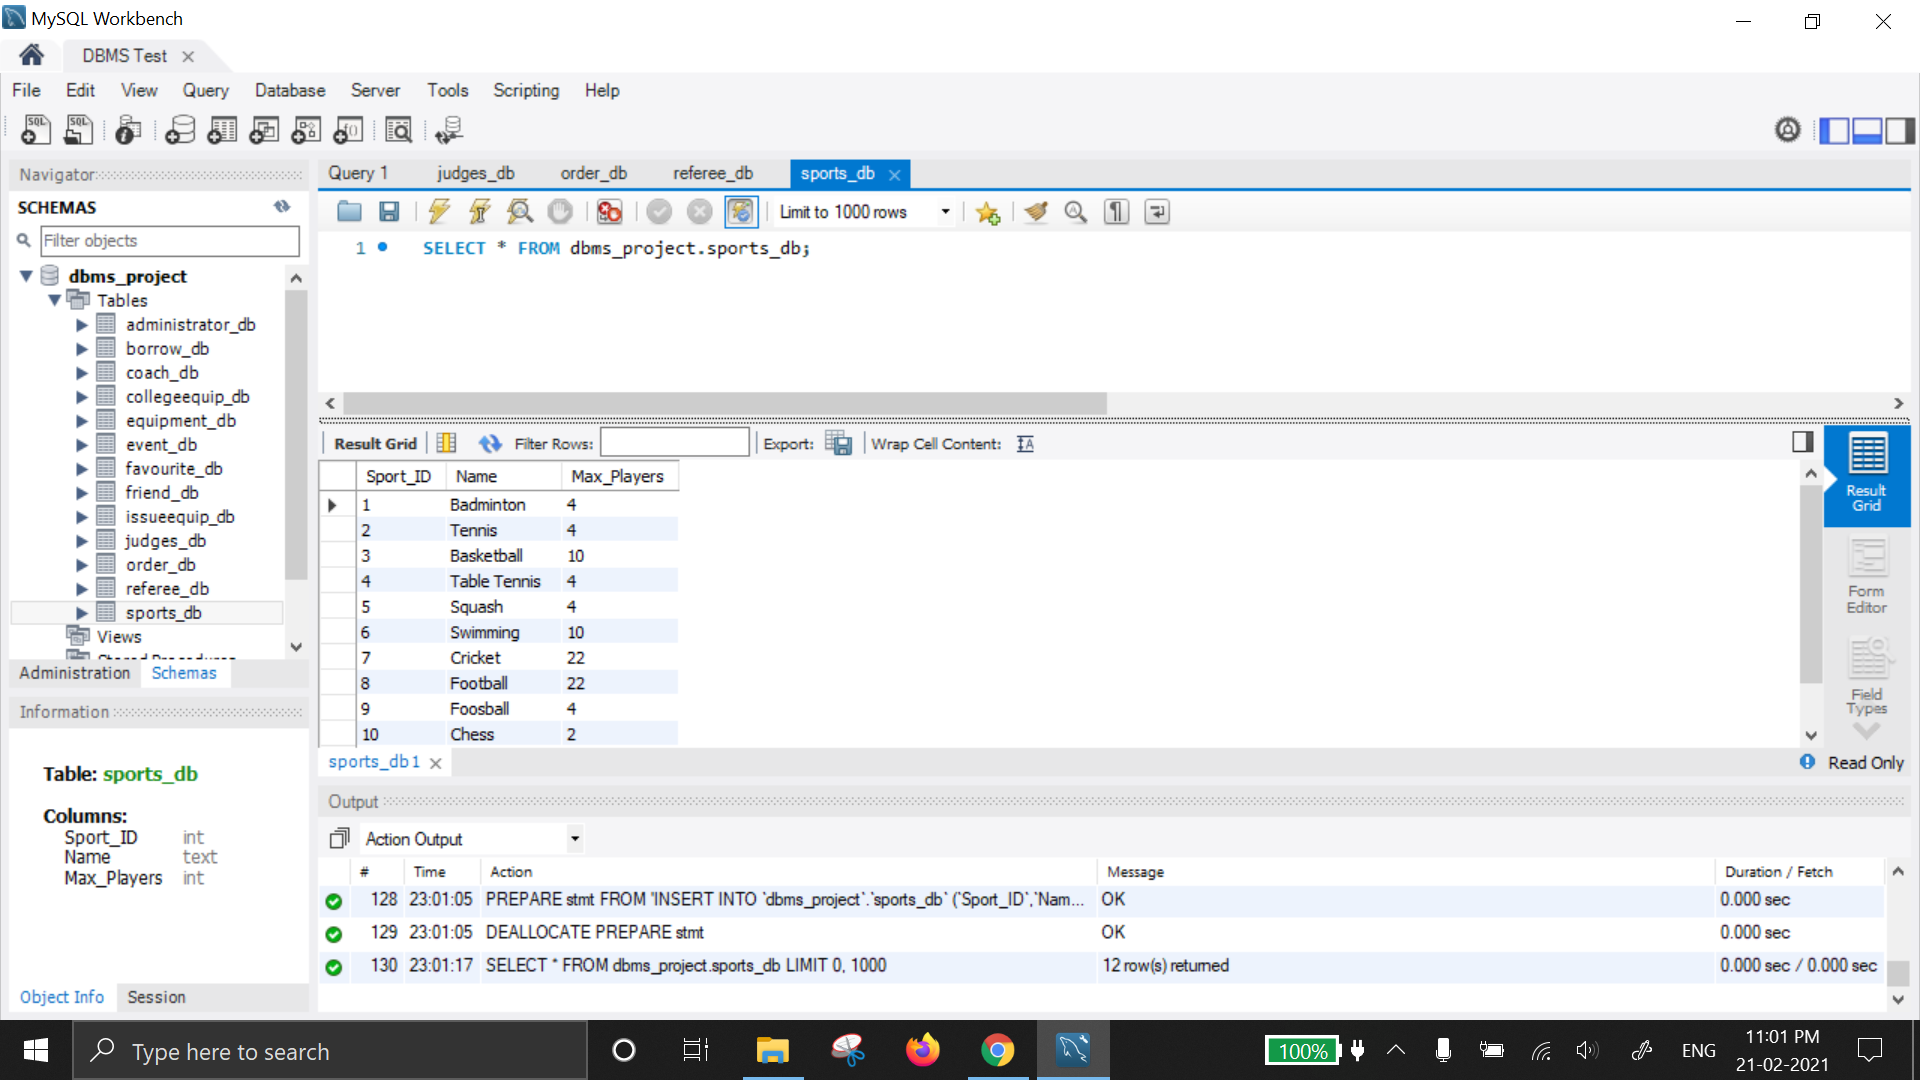 MySQL Workbench
DBMS Test
File Edit View Query Database Server Tools Scripting Help
Navigator
SCHEMAS
Filter objects
dbms_project
Tables
administrator_db
borrow_db
coach_db
collegeequip_db
equipment_db
event_db
favourite_db
friend_db
issueequip_db
judges_db
order_db
referee_db
sports_db
Views
Stored Procedures
Administration Schemas
Information
Table: sports_db
Columns:
Sport_ID int
Name text
Max_Players int
Object Info Session
Query 1 judges_db order_db referee_db sports_db
Limit to 1000 rows
1 SELECT * FROM dbms_project.sports_db;
Result Grid Filter Rows: Export: Wrap Cell Content:
Sport_ID Name Max_Players
1 Badminton 4
2 Tennis 4
3 Basketball 10
4 Table Tennis 4
5 Squash 4
6 Swimming 10
7 Cricket 22
8 Football 22
9 Foosball 4
10 Chess 2
Result
Grid
Form
Editor
Field
Types
sports_db1
Read Only
Output
Action Output
# Time Action Message Duration / Fetch
128 23:01:05 PREPARE stmt FROM 'INSERT INTO `dbms_project`.`sports_db` (`Sport_ID`,`Nam... OK 0.000 sec
129 23:01:05 DEALLOCATE PREPARE stmt OK 0.000 sec
130 23:01:17 SELECT * FROM dbms_project.sports_db LIMIT 0, 1000 12 row(s) returned 0.000 sec / 0.000 sec
Type here to search
100%
ENG
11:01 PM
21-02-2021